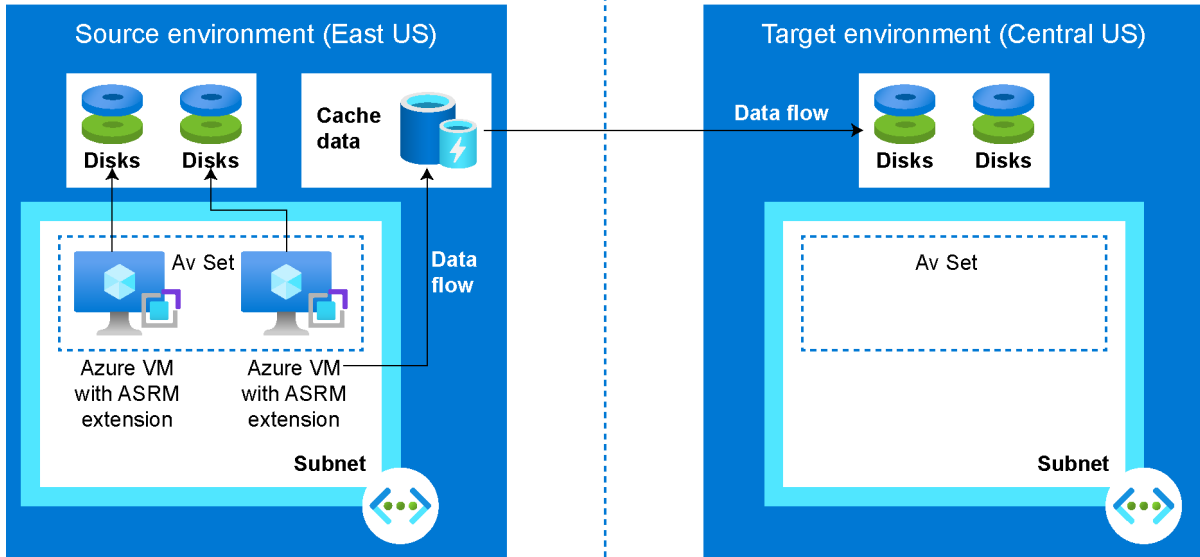 Source environment (East US)
Disks
Disks
Cache
data
Av Set
Data
flow
Azure VM
with ASRM
extension
Azure VM
with ASRM
extension
Subnet
Data flow
Target environment (Central US)
Disks
Disks
Av Set
Subnet